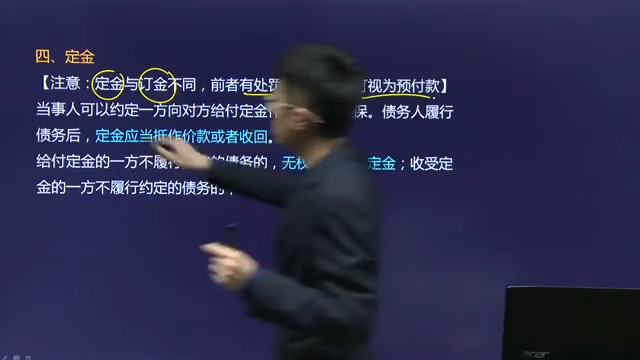 四、定金
【注意：定金与订金不同，前者有处罚 视为预付款】
当事人可以约定一方向对方给付定金 保。债务人履行
债务后，定金应当抵作价款或者收回。
给付定金的一方不履行 的债务的，无权 定金；收受定
金的一方不履行约定的债务的，
acer